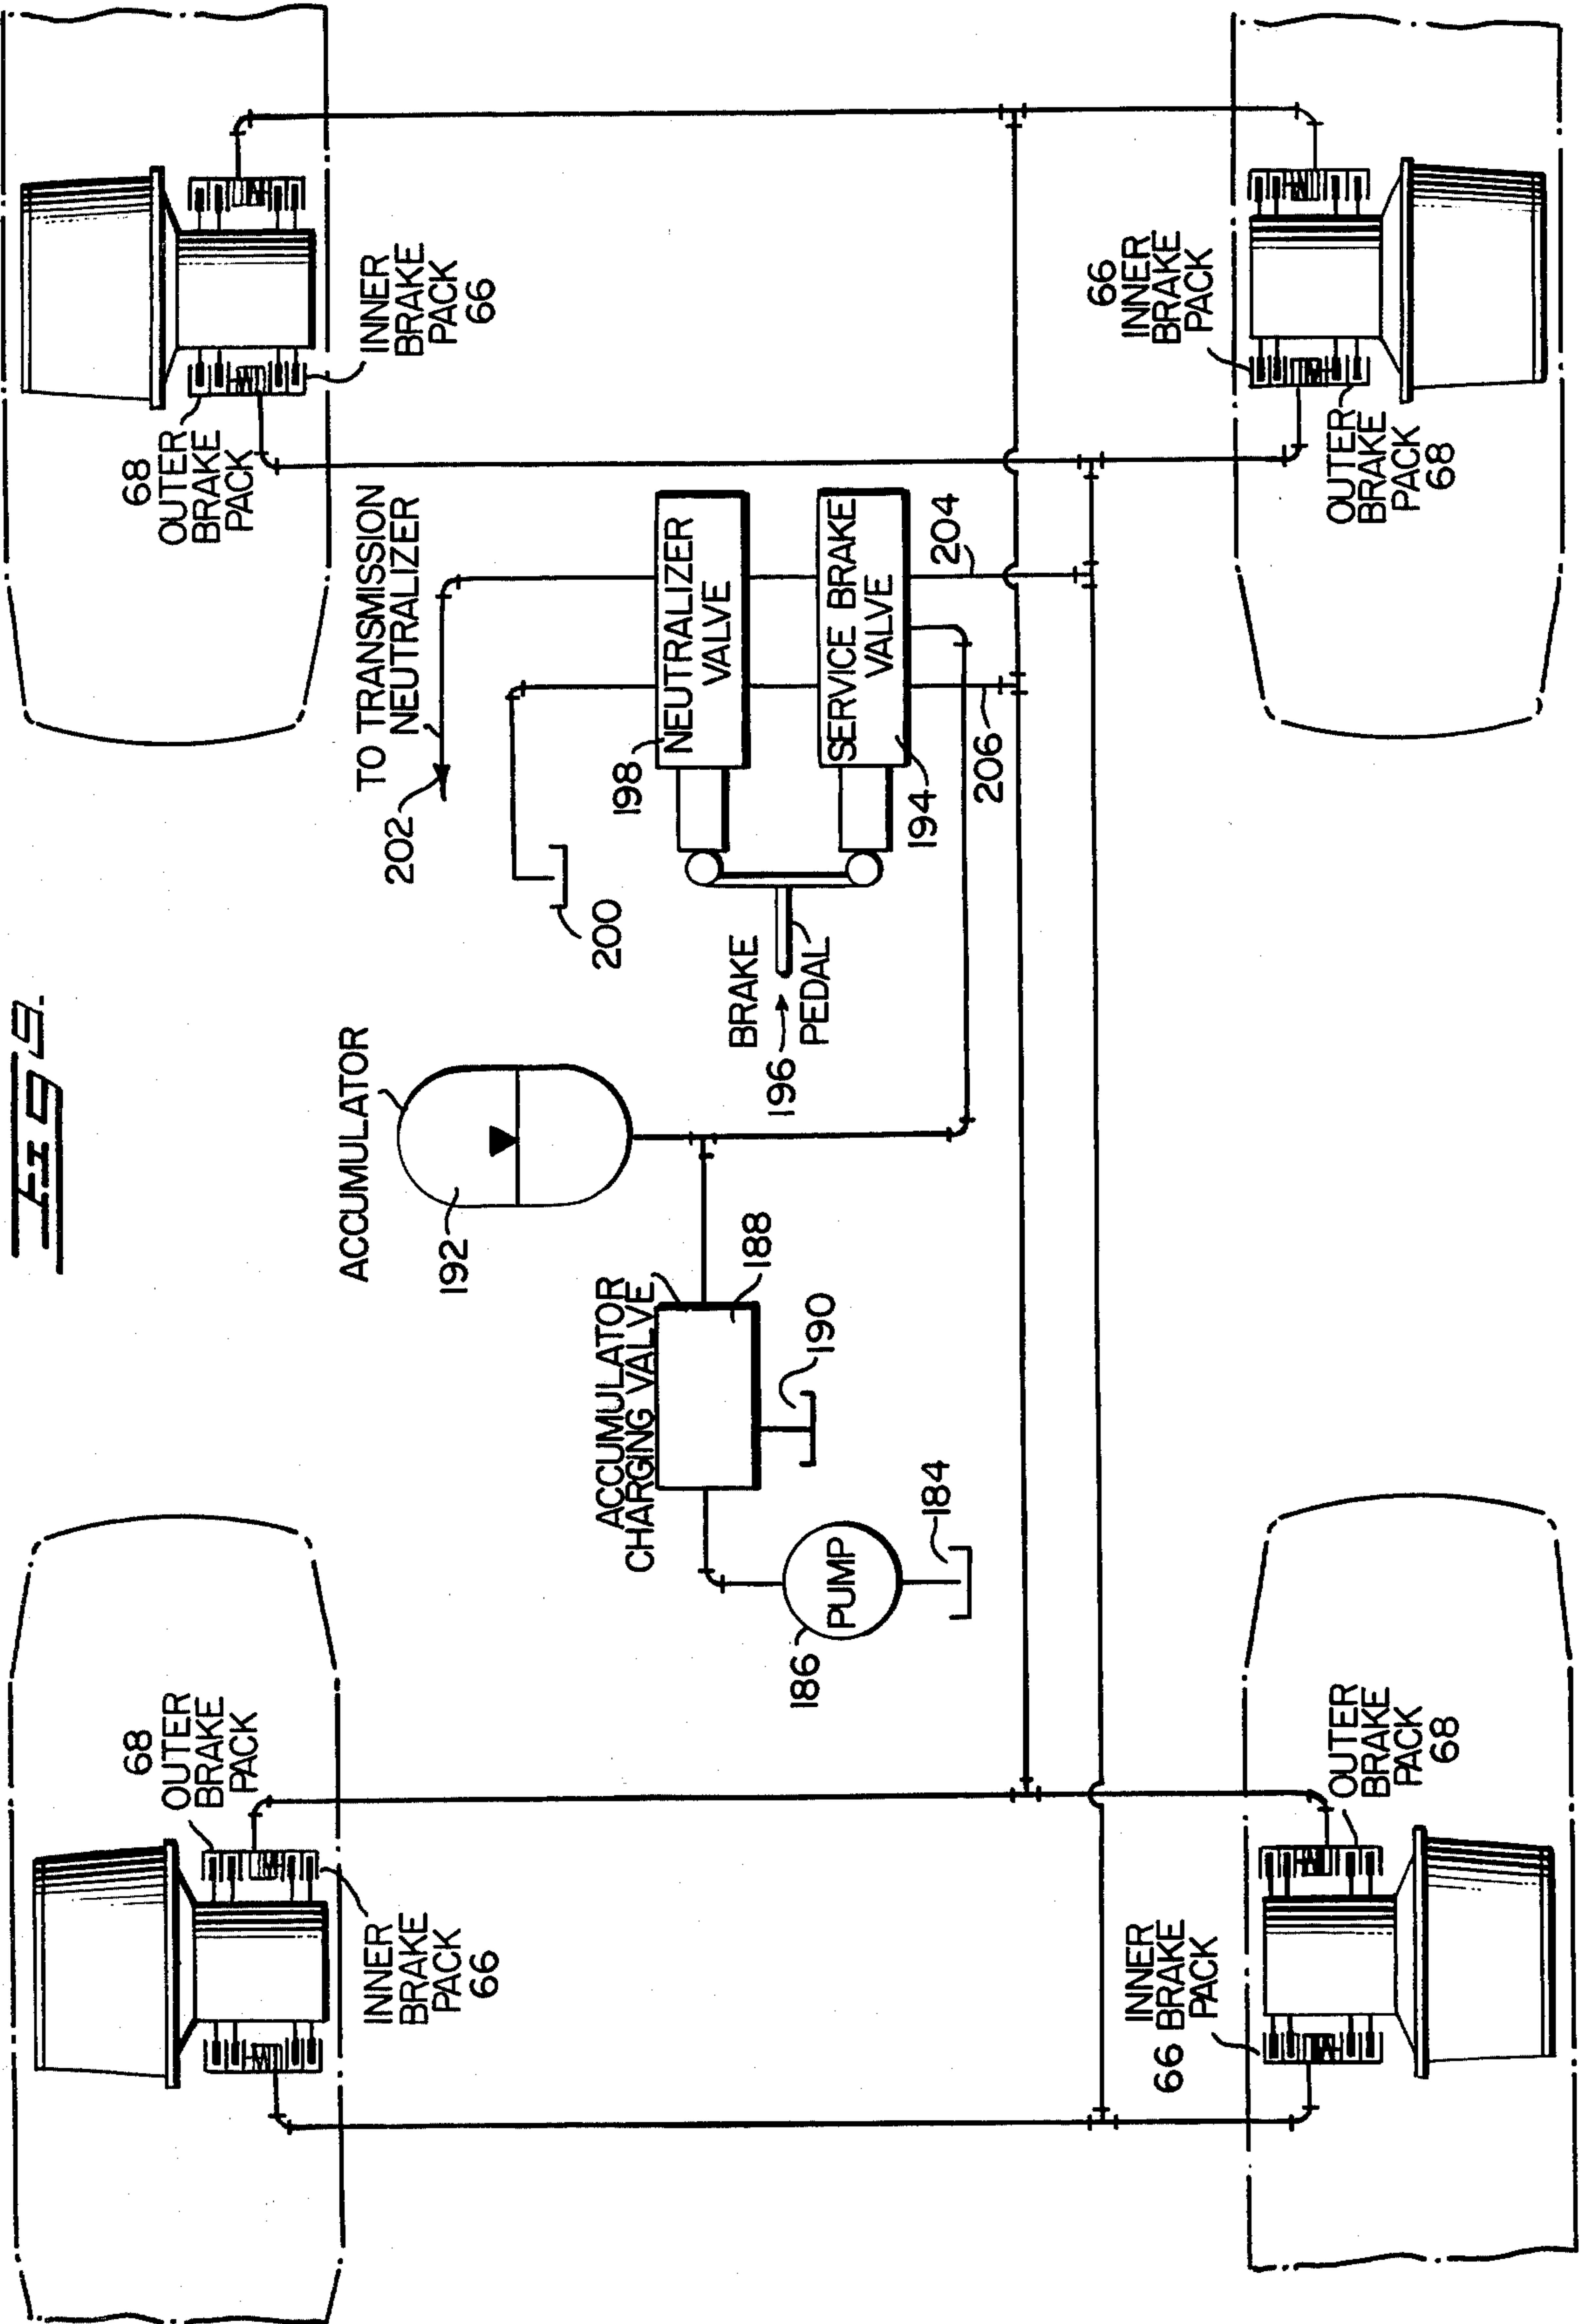 Fig 9.
68
OUTER
BRAKE
PACK
INNER
BRAKE
PACK
66
TO TRANSMISSION
NEUTRALIZER
202
200
198
NEUTRALIZER
VALVE
SERVICE BRAKE
VALVE
194
204
206
BRAKE
PEDAL
196
ACCUMULATOR
192
ACCUMULATOR
CHARGING VALVE
188
190
PUMP
186
184
68
OUTER
BRAKE
PACK
INNER
BRAKE
PACK
66
66
INNER
BRAKE
PACK
OUTER
BRAKE
PACK
68
INNER
66 BRAKE
PACK
OUTER
BRAKE
PACK
68